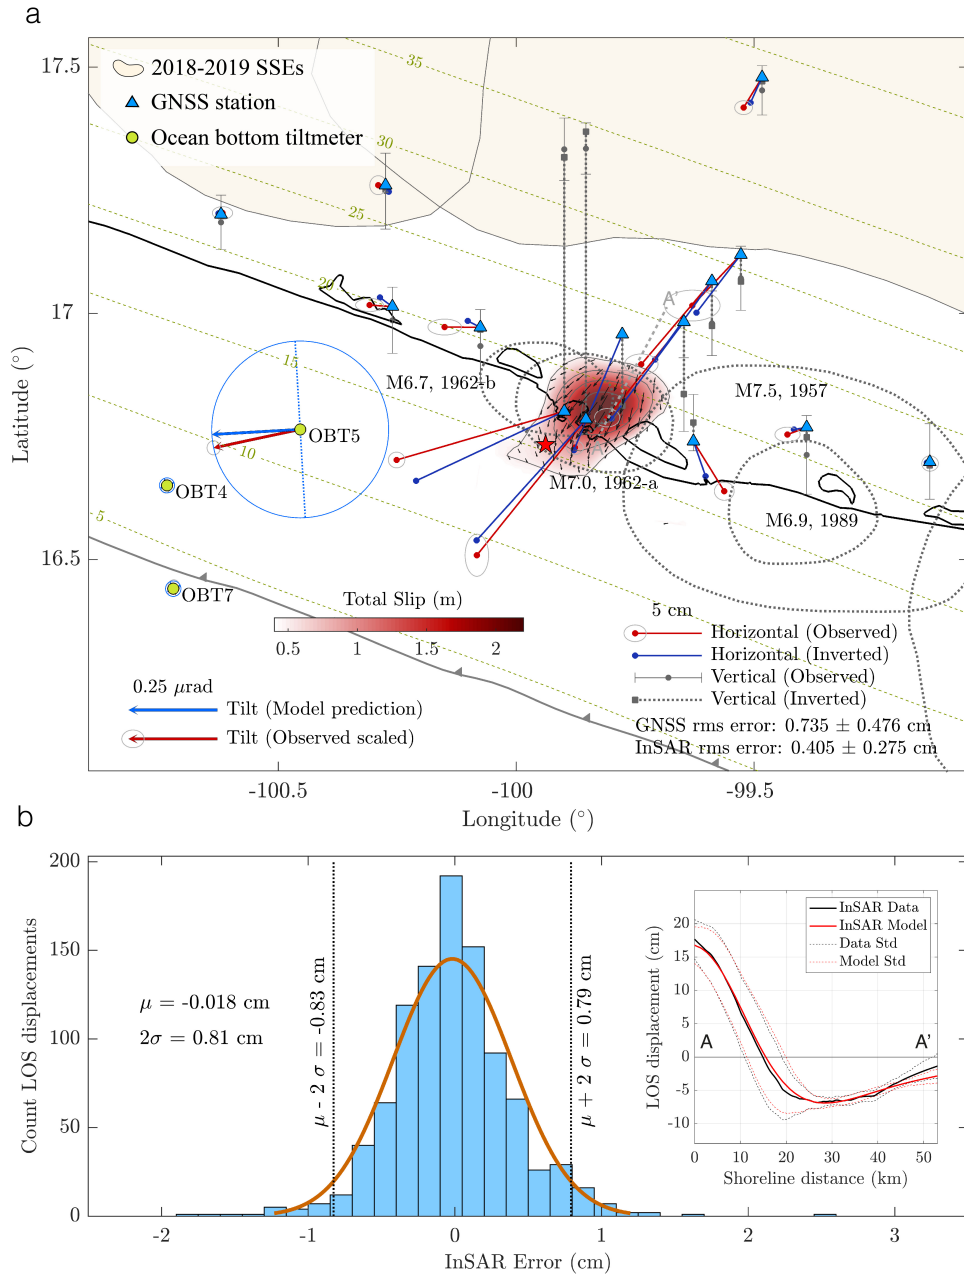 a
2018-2019 SSEs
GNSS station
Ocean bottom tiltmeter
17.5
17
16.5
Latitude (°)
35
30
25
20
15
10
5
A'
A
M6.7, 1962-b
M7.5, 1957
OBT5
OBT4
OBT7
M7.0, 1962-a
M6.9, 1989
Total Slip (m)
0.5 1 1.5 2
5 cm
Horizontal (Observed)
Horizontal (Inverted)
Vertical (Observed)
Vertical (Inverted)
GNSS rms error: 0.735 ± 0.476 cm
InSAR rms error: 0.405 ± 0.275 cm
0.25 μrad
Tilt (Model prediction)
Tilt (Observed scaled)
-100.5 -100 -99.5
Longitude (°)
b
200
150
100
50
0
Count LOS displacements
μ = -0.018 cm
2σ = 0.81 cm
μ - 2 σ = -0.83 cm
μ + 2 σ = 0.79 cm
-2 -1 0 1 2 3
InSAR Error (cm)
InSAR Data
InSAR Model
Data Std
Model Std
20
15
10
5
0
-5
-10
LOS displacement (cm)
A A'
0 10 20 30 40 50
Shoreline distance (km)